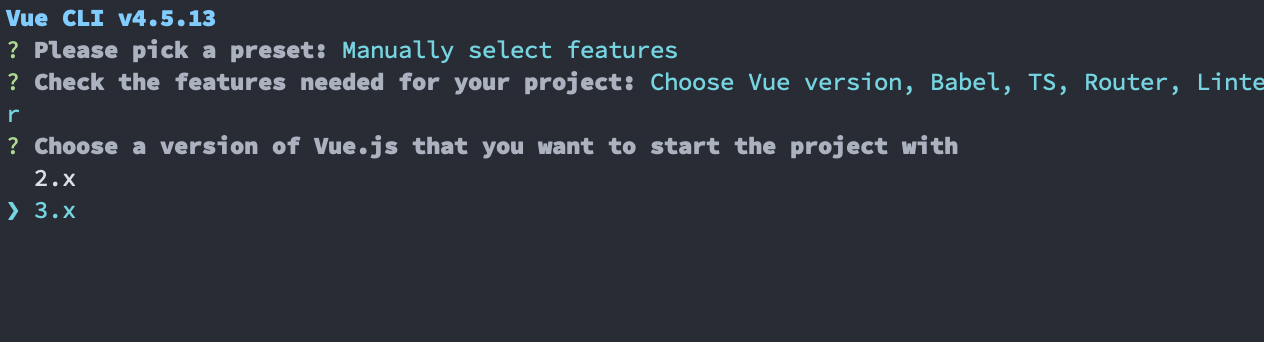 Vue CLI v4.5.13
? Please pick a preset: Manually select features
? Check the features needed for your project: Choose Vue version, Babel, TS, Router, Linte
r
? Choose a version of Vue.js that you want to start the project with
  2.x
❯ 3.x